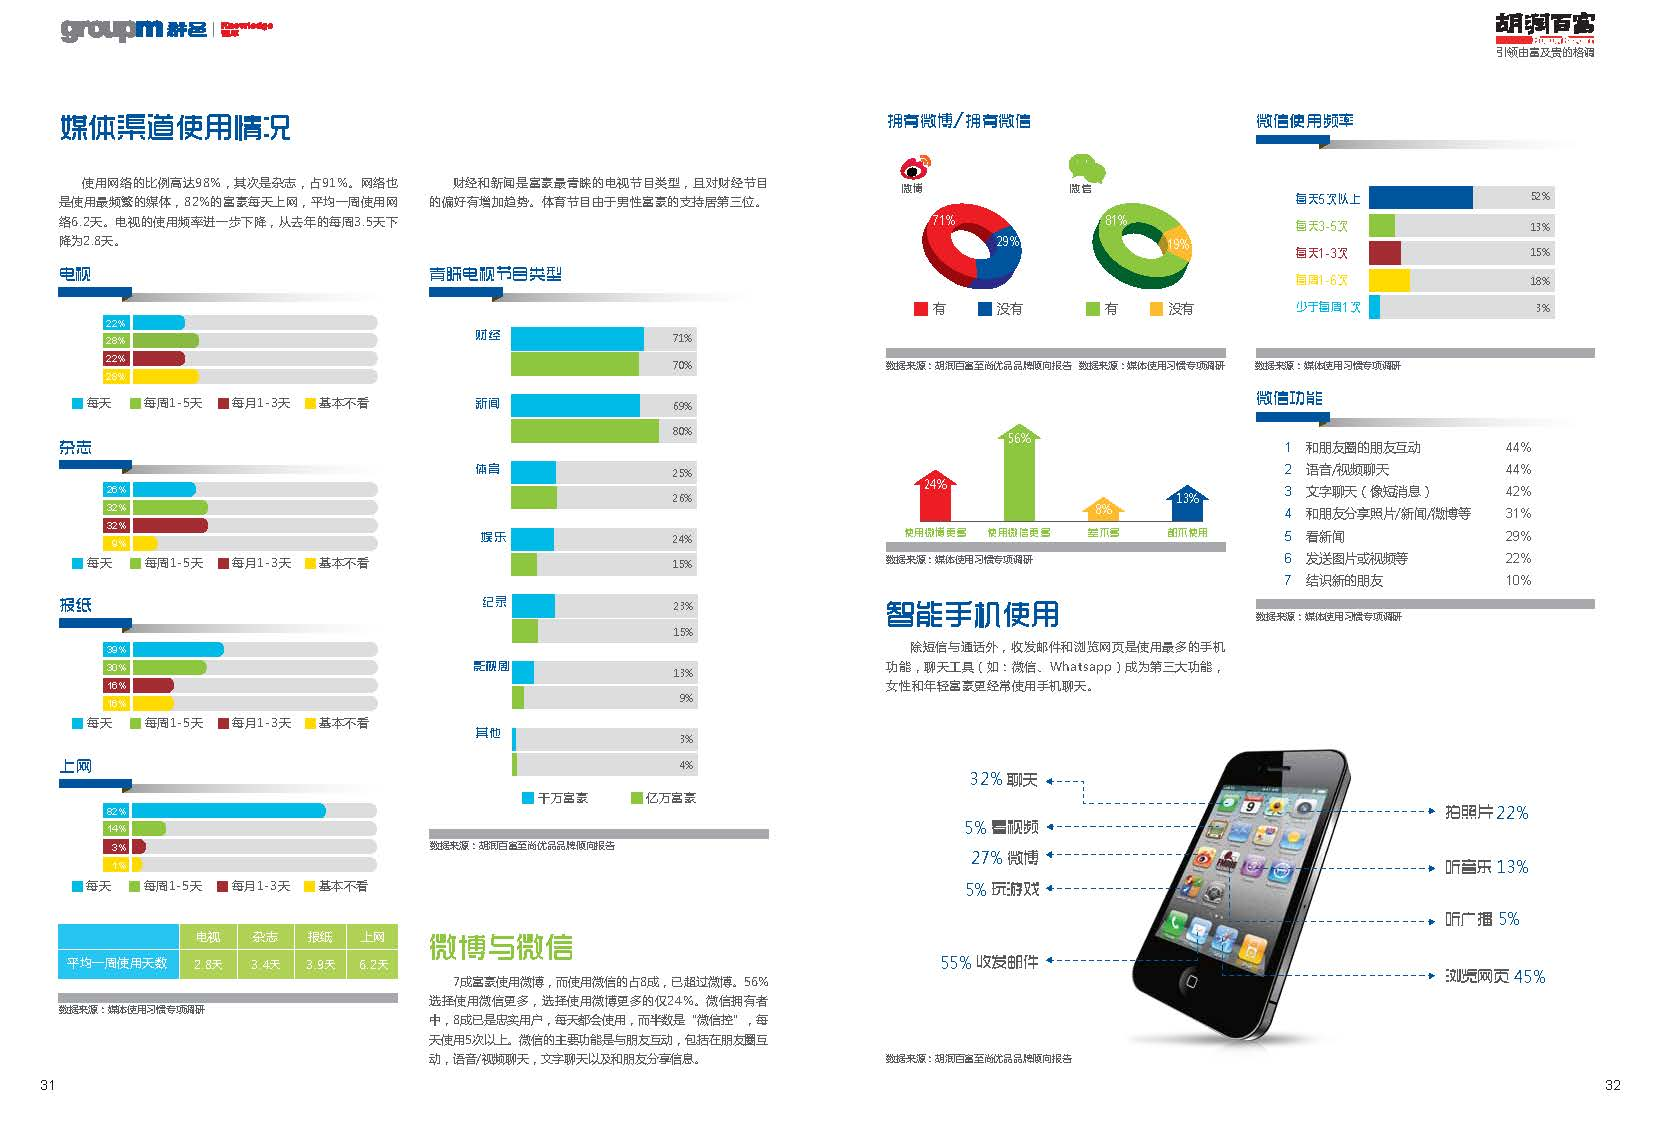 groupm 群邑 | Knowledge
智库
胡润百富
HURUN REPORT
引领由富及贵的格调
媒体渠道使用情况
使用网络的比例高达98%，其次是杂志，占91%。网络也
是使用最频繁的媒体，82%的富豪每天上网，平均一周使用网
络6.2天。电视的使用频率进一步下降，从去年的每周3.5天下
降为2.8天。
电视
22%
28%
22%
28%
每天 每周1-5天 每月1-3天 基本不看
杂志
26%
32%
32%
9%
每天 每周1-5天 每月1-3天 基本不看
报纸
39%
30%
16%
16%
每天 每周1-5天 每月1-3天 基本不看
上网
82%
14%
3%
1%
每天 每周1-5天 每月1-3天 基本不看
电视 杂志 报纸 上网
平均一周使用天数 2.8天 3.4天 3.9天 6.2天
数据来源：媒体使用习惯专项调研
财经和新闻是富豪最青睐的电视节目类型，且对财经节目
的偏好有增加趋势。体育节目由于男性富豪的支持居第三位。
青睐电视节目类型
财经 71%
70%
新闻 69%
80%
体育 25%
26%
娱乐 24%
15%
纪录 23%
15%
影视剧 13%
9%
其他 3%
4%
千万富豪 亿万富豪
数据来源：胡润百富至尚优品品牌倾向报告
微博与微信
7成富豪使用微博，而使用微信的占8成，已超过微博。56%
选择使用微信更多，选择使用微博更多的仅24%。微信拥有者
中，8成已是忠实用户，每天都会使用，而半数是“微信控”，每
天使用5次以上。微信的主要功能是与朋友互动，包括在朋友圈互
动，语音/视频聊天，文字聊天以及和朋友分享信息。
31
拥有微博/拥有微信
微博 微信
71% 29% 81% 19%
有 没有 有 没有
数据来源：胡润百富至尚优品品牌倾向报告 数据来源：媒体使用习惯专项调研
24% 56% 8% 13%
使用微博更多 使用微信更多 差不多 都不使用
数据来源：媒体使用习惯专项调研
微信使用频率
每天5次以上 52%
每天3-5次 13%
每天1-3次 15%
每周1-6次 18%
少于每周1次 3%
数据来源：媒体使用习惯专项调研
微信功能
1 和朋友圈的朋友互动 44%
2 语音/视频聊天 44%
3 文字聊天（像短消息） 42%
4 和朋友分享照片/新闻/微博等 31%
5 看新闻 29%
6 发送图片或视频等 22%
7 结识新的朋友 10%
数据来源：媒体使用习惯专项调研
智能手机使用
除短信与通话外，收发邮件和浏览网页是使用最多的手机
功能，聊天工具（如：微信、Whatsapp）成为第三大功能，
女性和年轻富豪更经常使用手机聊天。
32% 聊天
5% 看视频
27% 微博
5% 玩游戏
55% 收发邮件
拍照片 22%
听音乐 13%
听广播 5%
浏览网页 45%
数据来源：胡润百富至尚优品品牌倾向报告
32